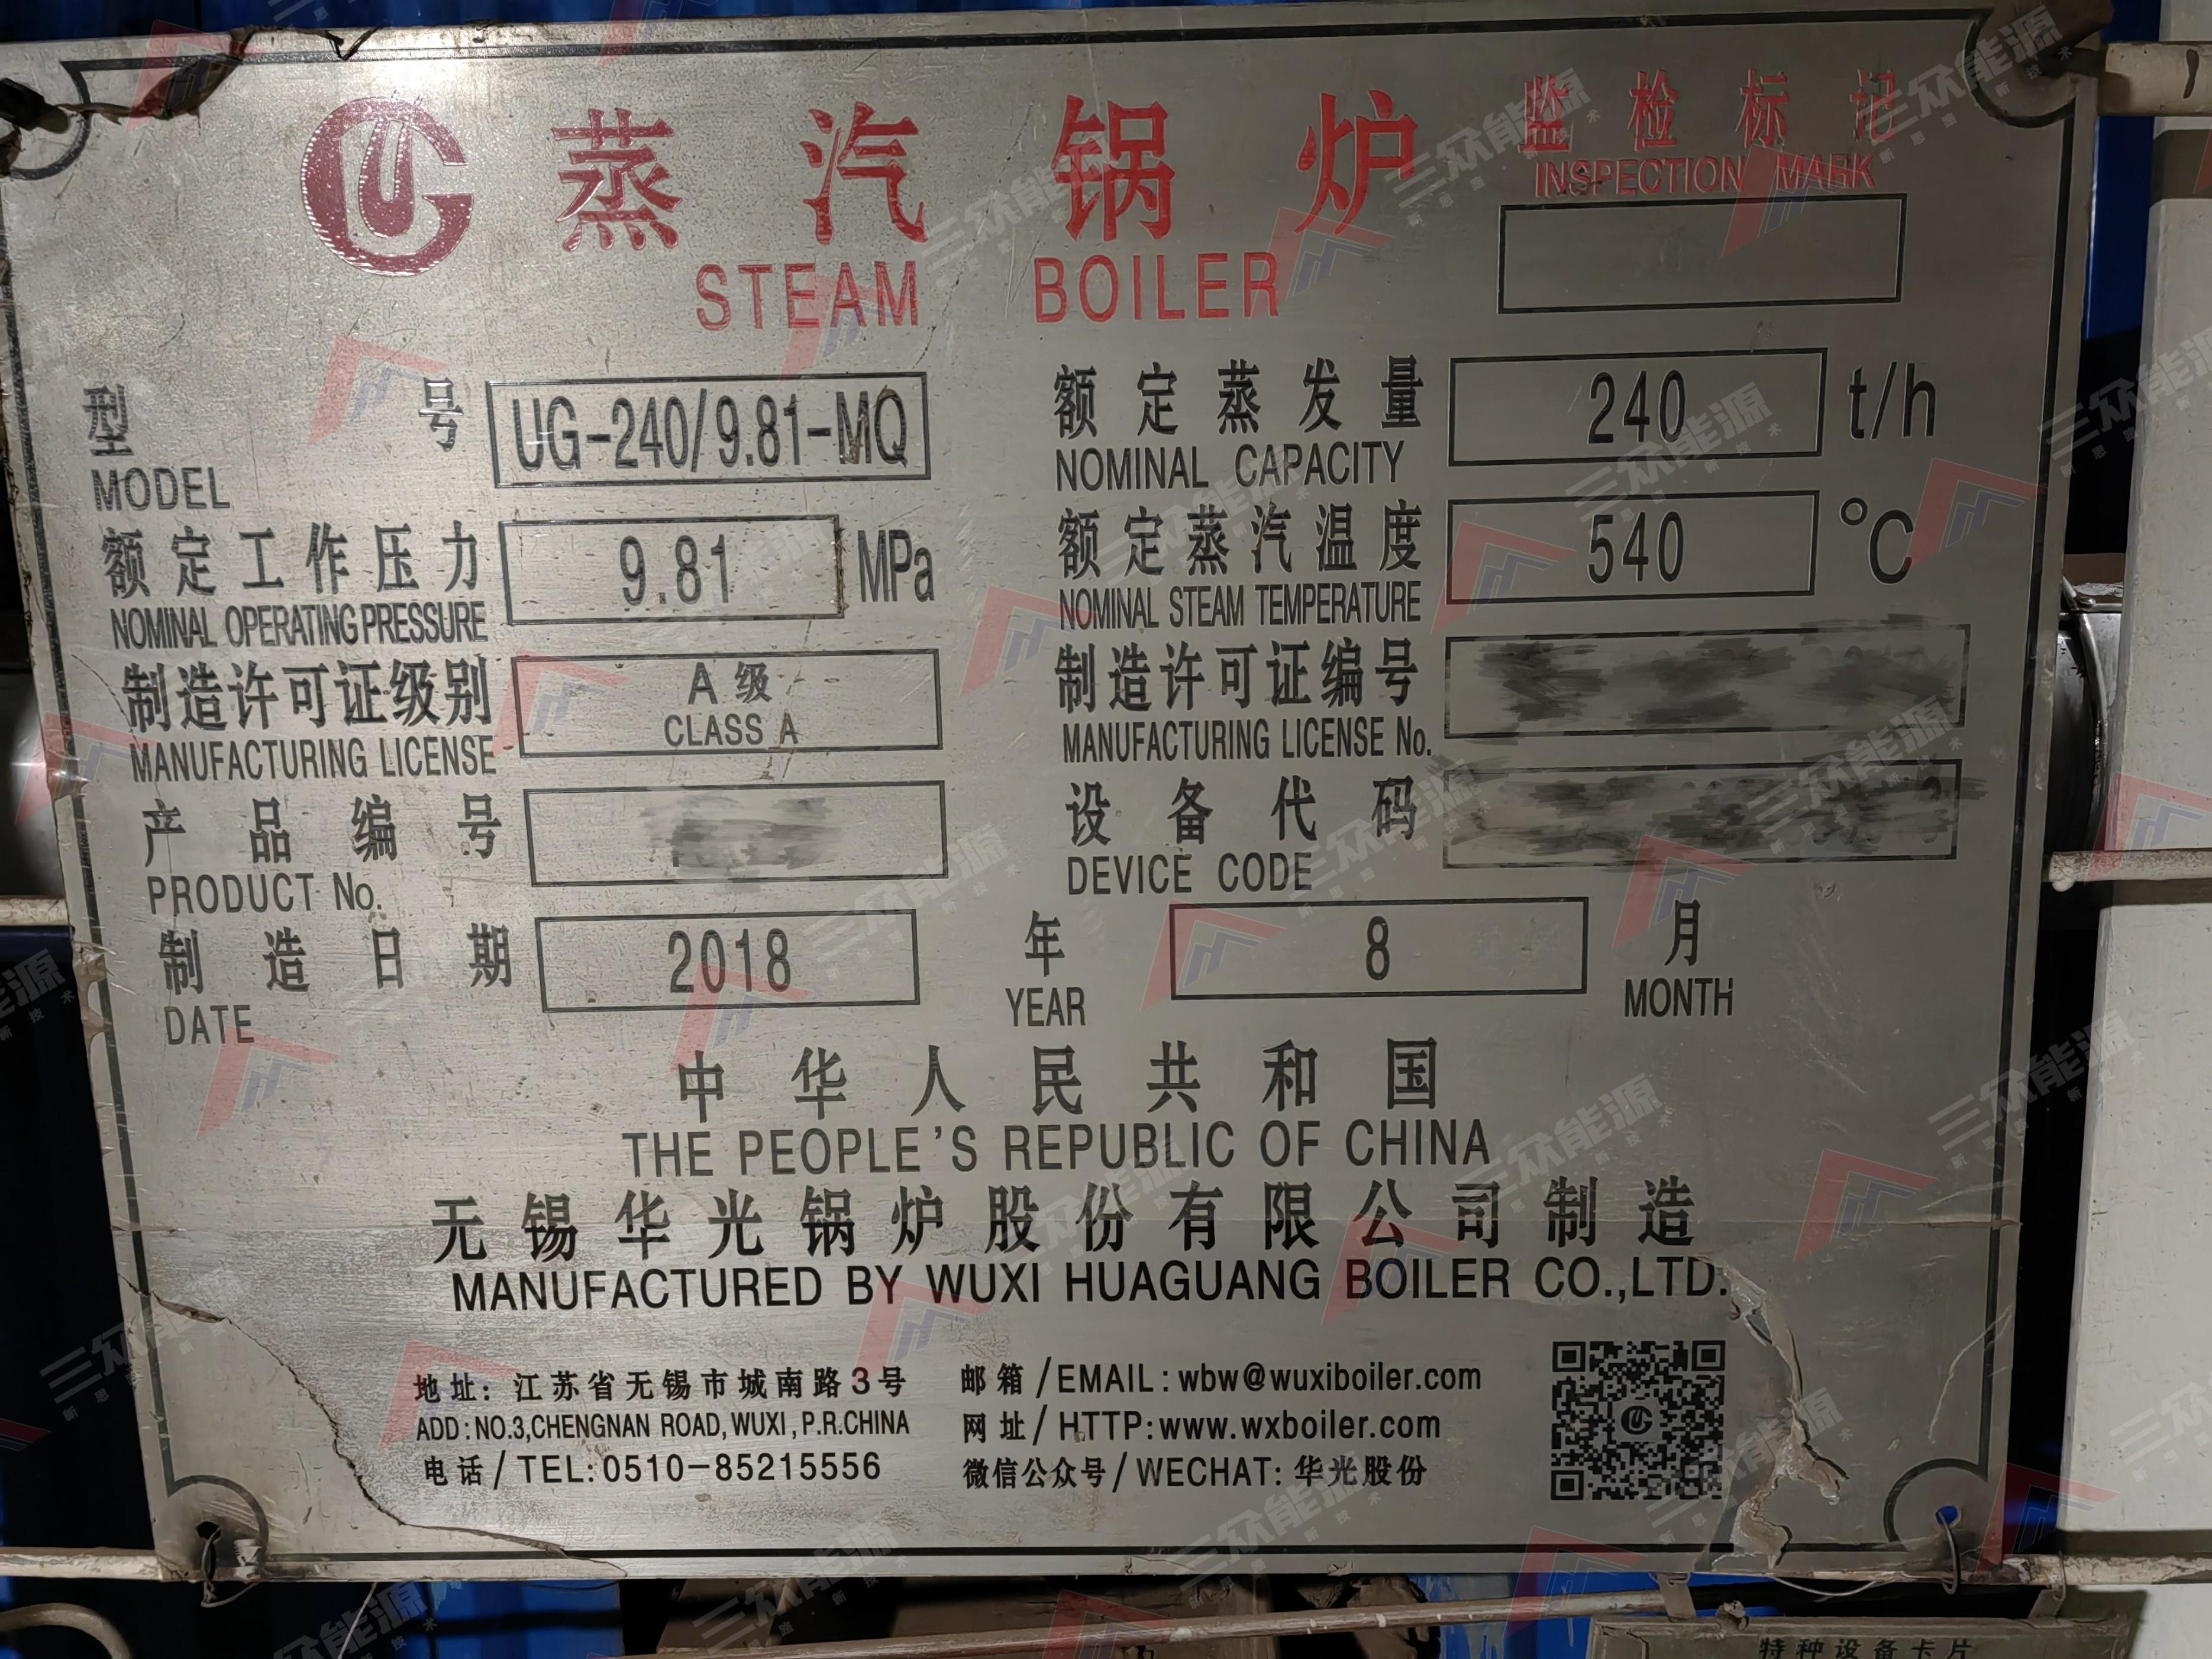 蒸汽锅炉
STEAM BOILER
监检标记
INSPECTION MARK
型号 UG-240/9.81-MQ
MODEL
额定蒸发量 240 t/h
NOMINAL CAPACITY
额定工作压力 9.81 MPa
NOMINAL OPERATING PRESSURE
额定蒸汽温度 540 °C
NOMINAL STEAM TEMPERATURE
制造许可证级别 A级
MANUFACTURING LICENSE CLASS A
制造许可证编号
MANUFACTURING LICENSE No.
产品编号
PRODUCT No.
设备代码
DEVICE CODE
制造日期 2018 年 8 月
DATE YEAR MONTH
中华人民共和国
THE PEOPLE'S REPUBLIC OF CHINA
无锡华光锅炉股份有限公司制造
MANUFACTURED BY WUXI HUAGUANG BOILER CO.,LTD.
地址: 江苏省无锡市城南路3号
ADD:NO.3,CHENGNAN ROAD,WUXI,P.R.CHINA
电话/TEL:0510-85215556
邮箱/EMAIL:wbw@wuxiboiler.com
网址/HTTP:www.wxboiler.com
微信公众号/WECHAT:华光股份
特种设备卡片
三众能源
新思路·新技术